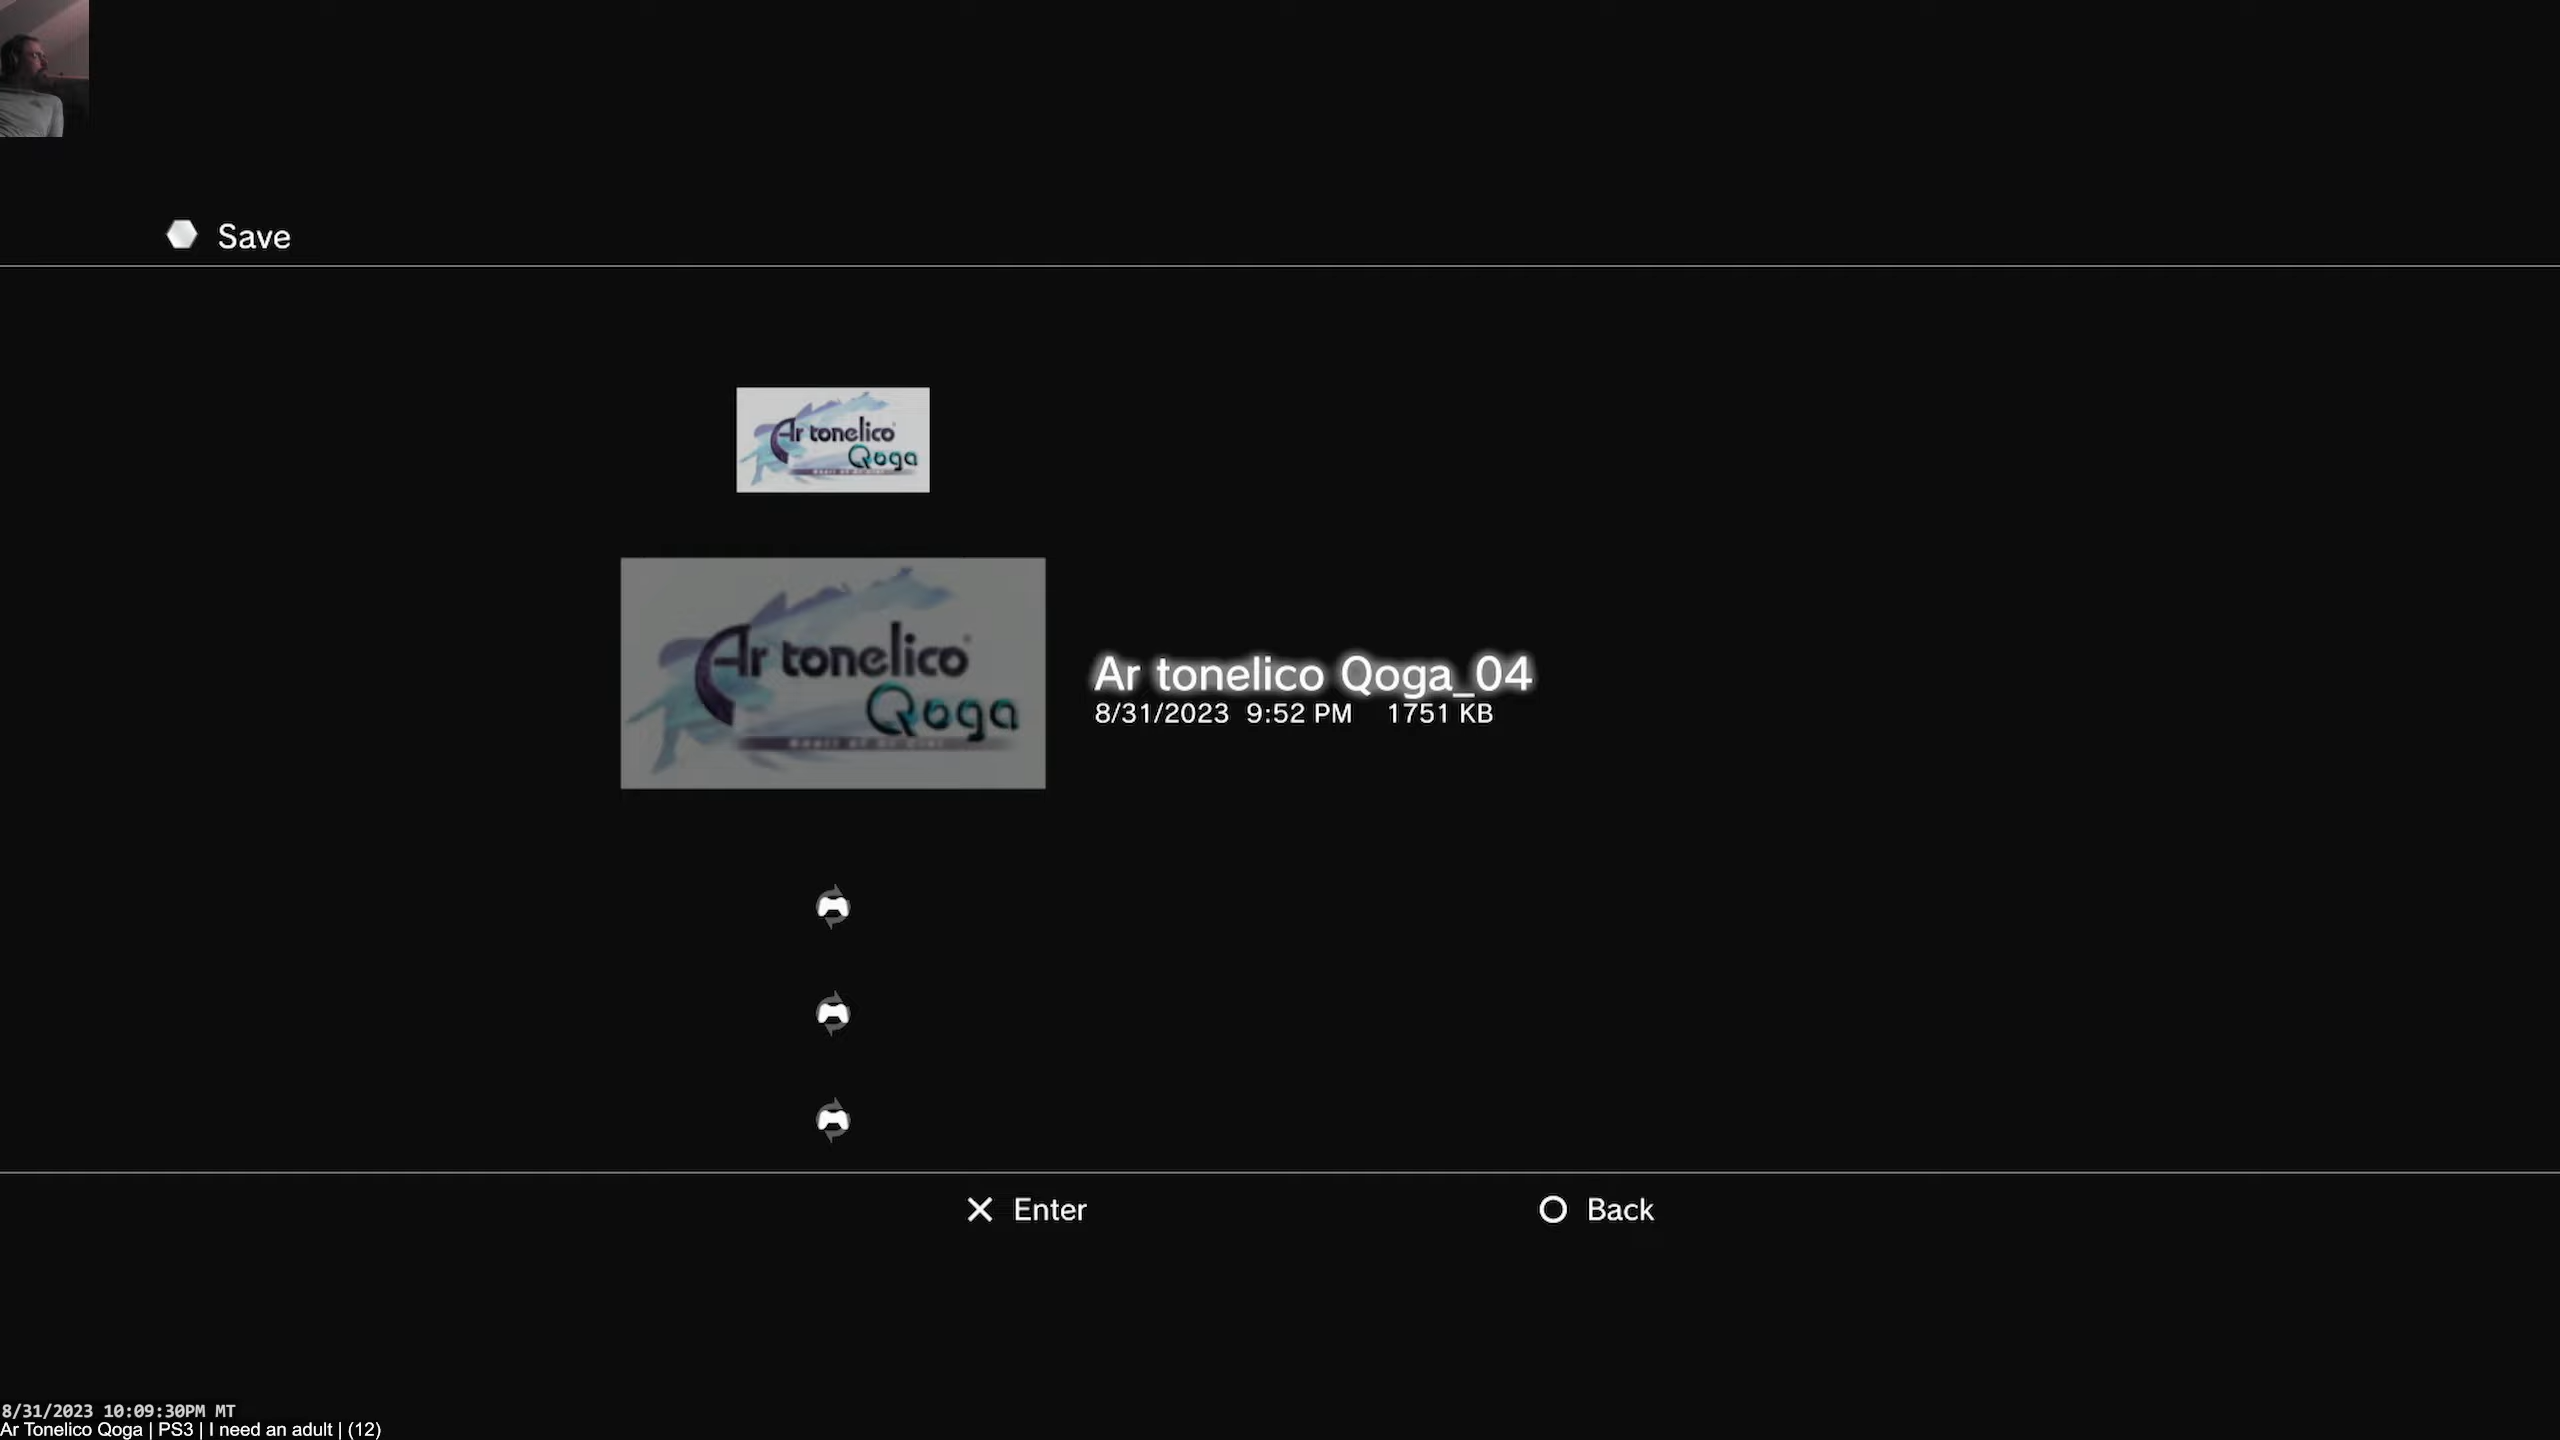 Save
Ar tonelico
Qoga
Ar tonelico
Qoga
Ar tonelico Qoga_04
8/31/2023 9:52 PM 1751 KB
Enter
Back
8/31/2023 10:09:30PM MT
Ar Tonelico Qoga | PS3 | I need an adult | (12)